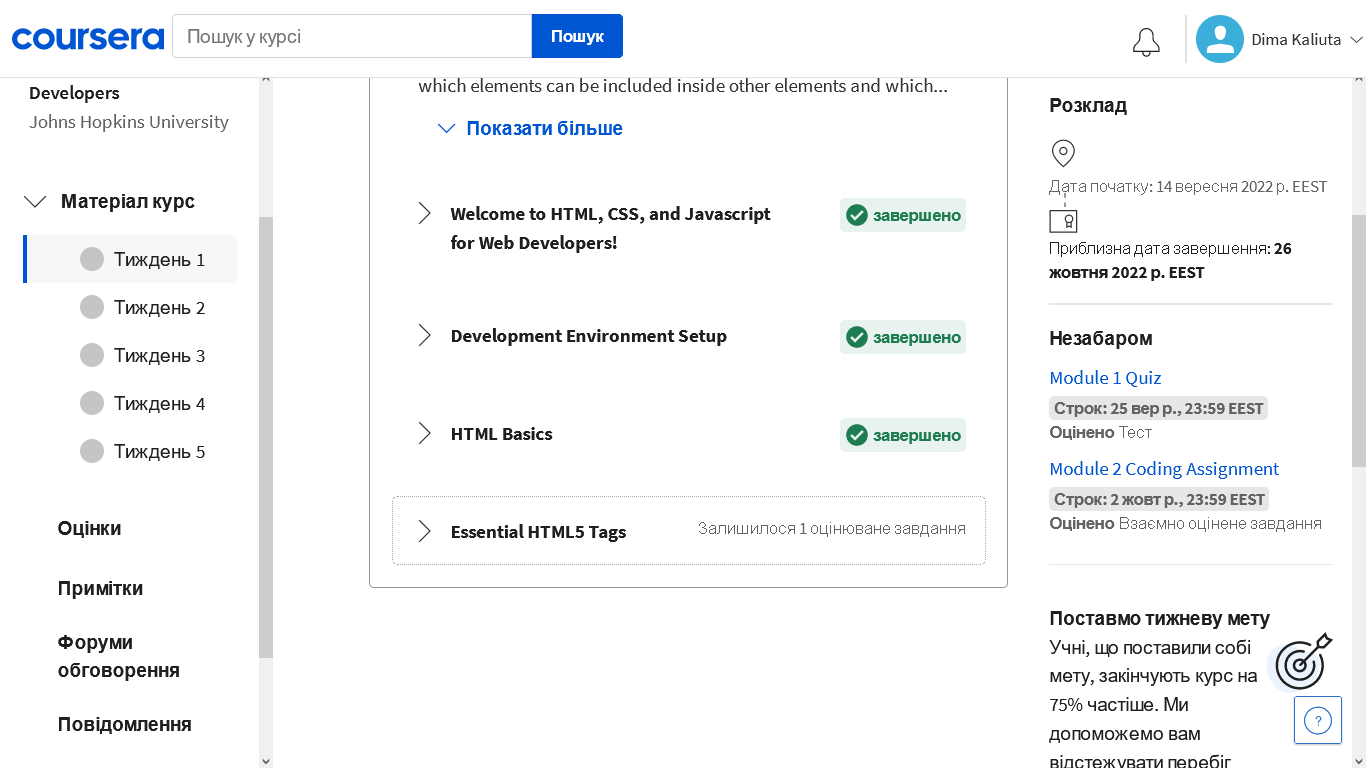 coursera
Пошук у курсі
Пошук
Dima Kaliuta
Developers
Johns Hopkins University
Матеріал курс
Тиждень 1
Тиждень 2
Тиждень 3
Тиждень 4
Тиждень 5
Оцінки
Примітки
Форуми
обговорення
Повідомлення
which elements can be included inside other elements and which...
Показати більше
Welcome to HTML, CSS, and Javascript
for Web Developers!
завершено
Development Environment Setup
завершено
HTML Basics
завершено
Essential HTML5 Tags
Залишилося 1 оцінюване завдання
Розклад
Дата початку: 14 вересня 2022 р. EEST
Приблизна дата завершення: 26
жовтня 2022 р. EEST
Незабаром
Module 1 Quiz
Строк: 25 вер р., 23:59 EEST
Оцінено Тест
Module 2 Coding Assignment
Строк: 2 жовт р., 23:59 EEST
Оцінено Взаємно оцінене завдання
Поставмо тижневу мету
Учні, що поставили собі
мету, закінчують курс на
75% частіше. Ми
допоможемо вам
відстежувати перебіг
?